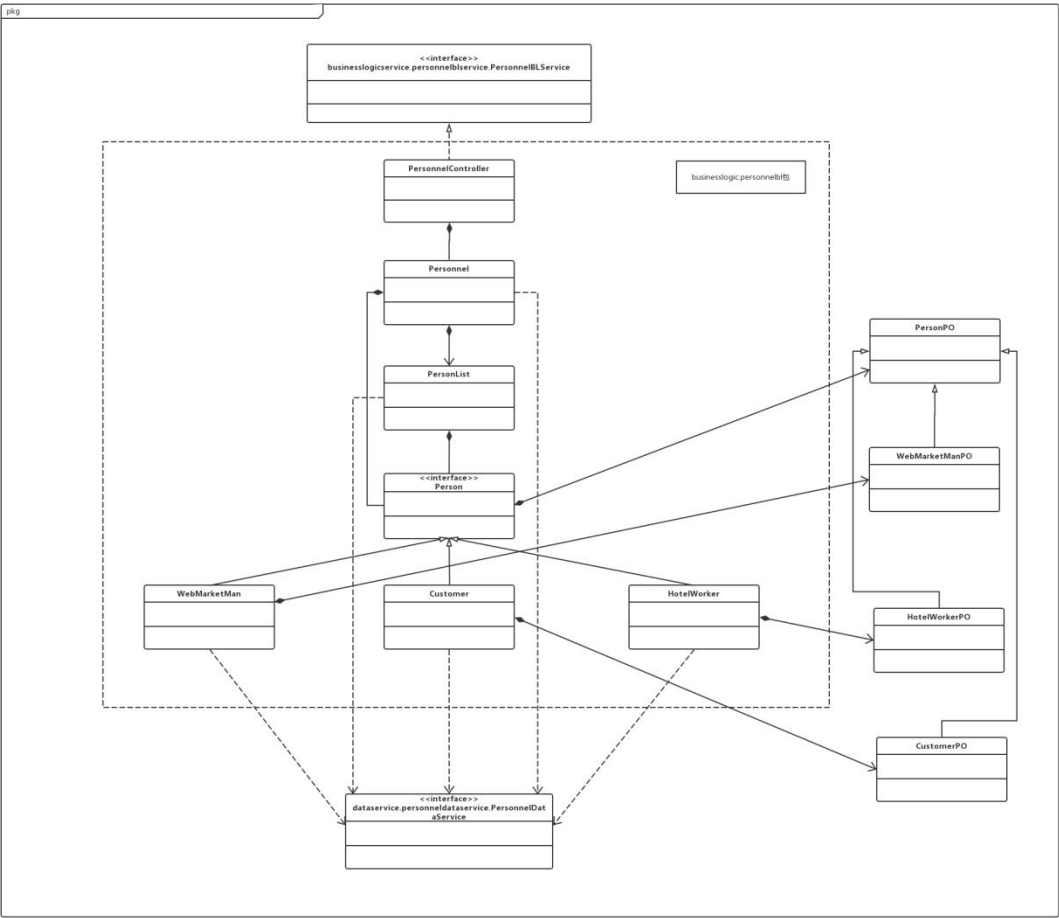 pkg
<<interface>>
businesslogicservice.personnelblservice.PersonnelBLService
PersonnelController
businesslogic.personnelbl包
Personnel
PersonPO
PersonList
WebMarketManPO
<<interface>>
Person
WebMarketMan
Customer
HotelWorker
HotelWorkerPO
CustomerPO
<<interface>>
dataservice.personneldataservice.PersonnelDat
aService